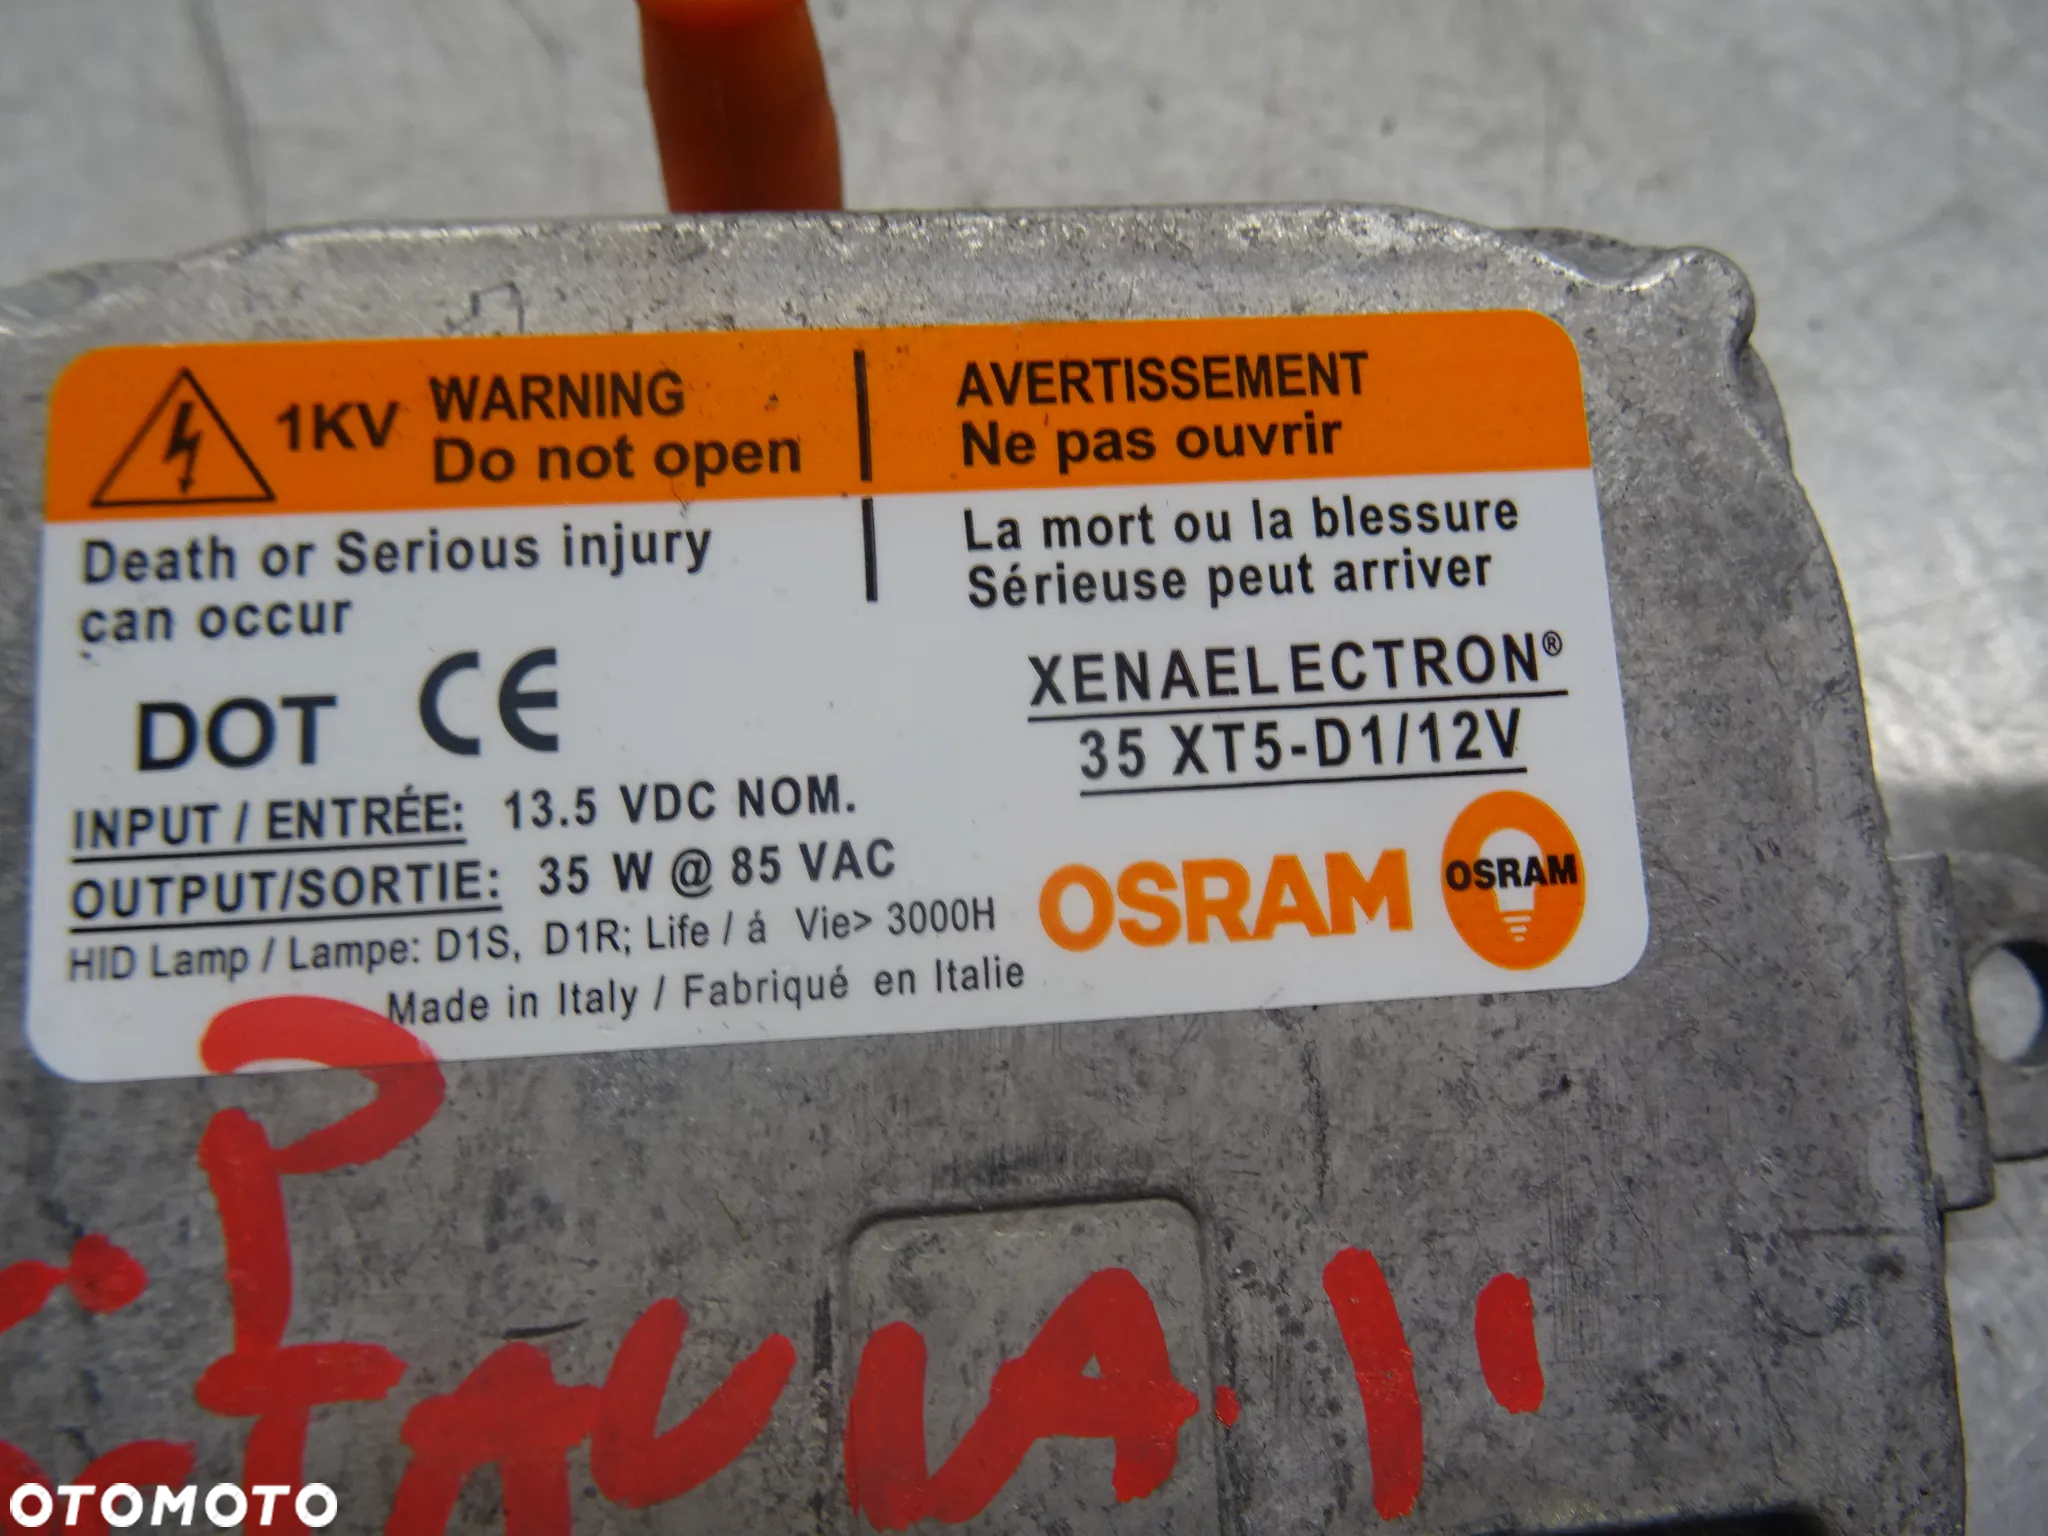 1KV WARNING
Do not open
AVERTISSEMENT
Ne pas ouvrir
Death or Serious injury
can occur
La mort ou la blessure
Sérieuse peut arriver
DOT CE
XENAELECTRON®
35 XT5-D1/12V
INPUT / ENTRÉE: 13.5 VDC NOM.
OUTPUT/SORTIE: 35 W @ 85 VAC
HID Lamp / Lampe: D1S, D1R; Life / á Vie> 3000H
Made in Italy / Fabriqué en Italie
OSRAM
OSRAM
P
OTOMOTO